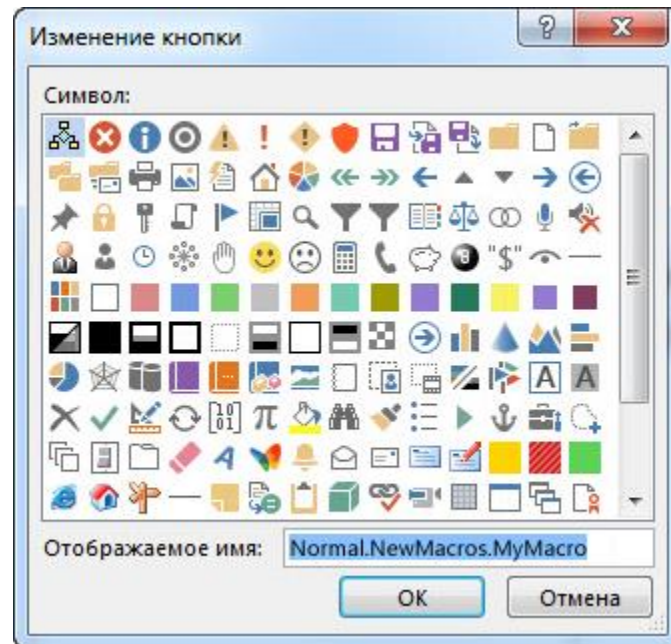 Изменение кнопки
Символ:
"$"
Отображаемое имя: Normal.NewMacros.MyMacro
ОК Отмена